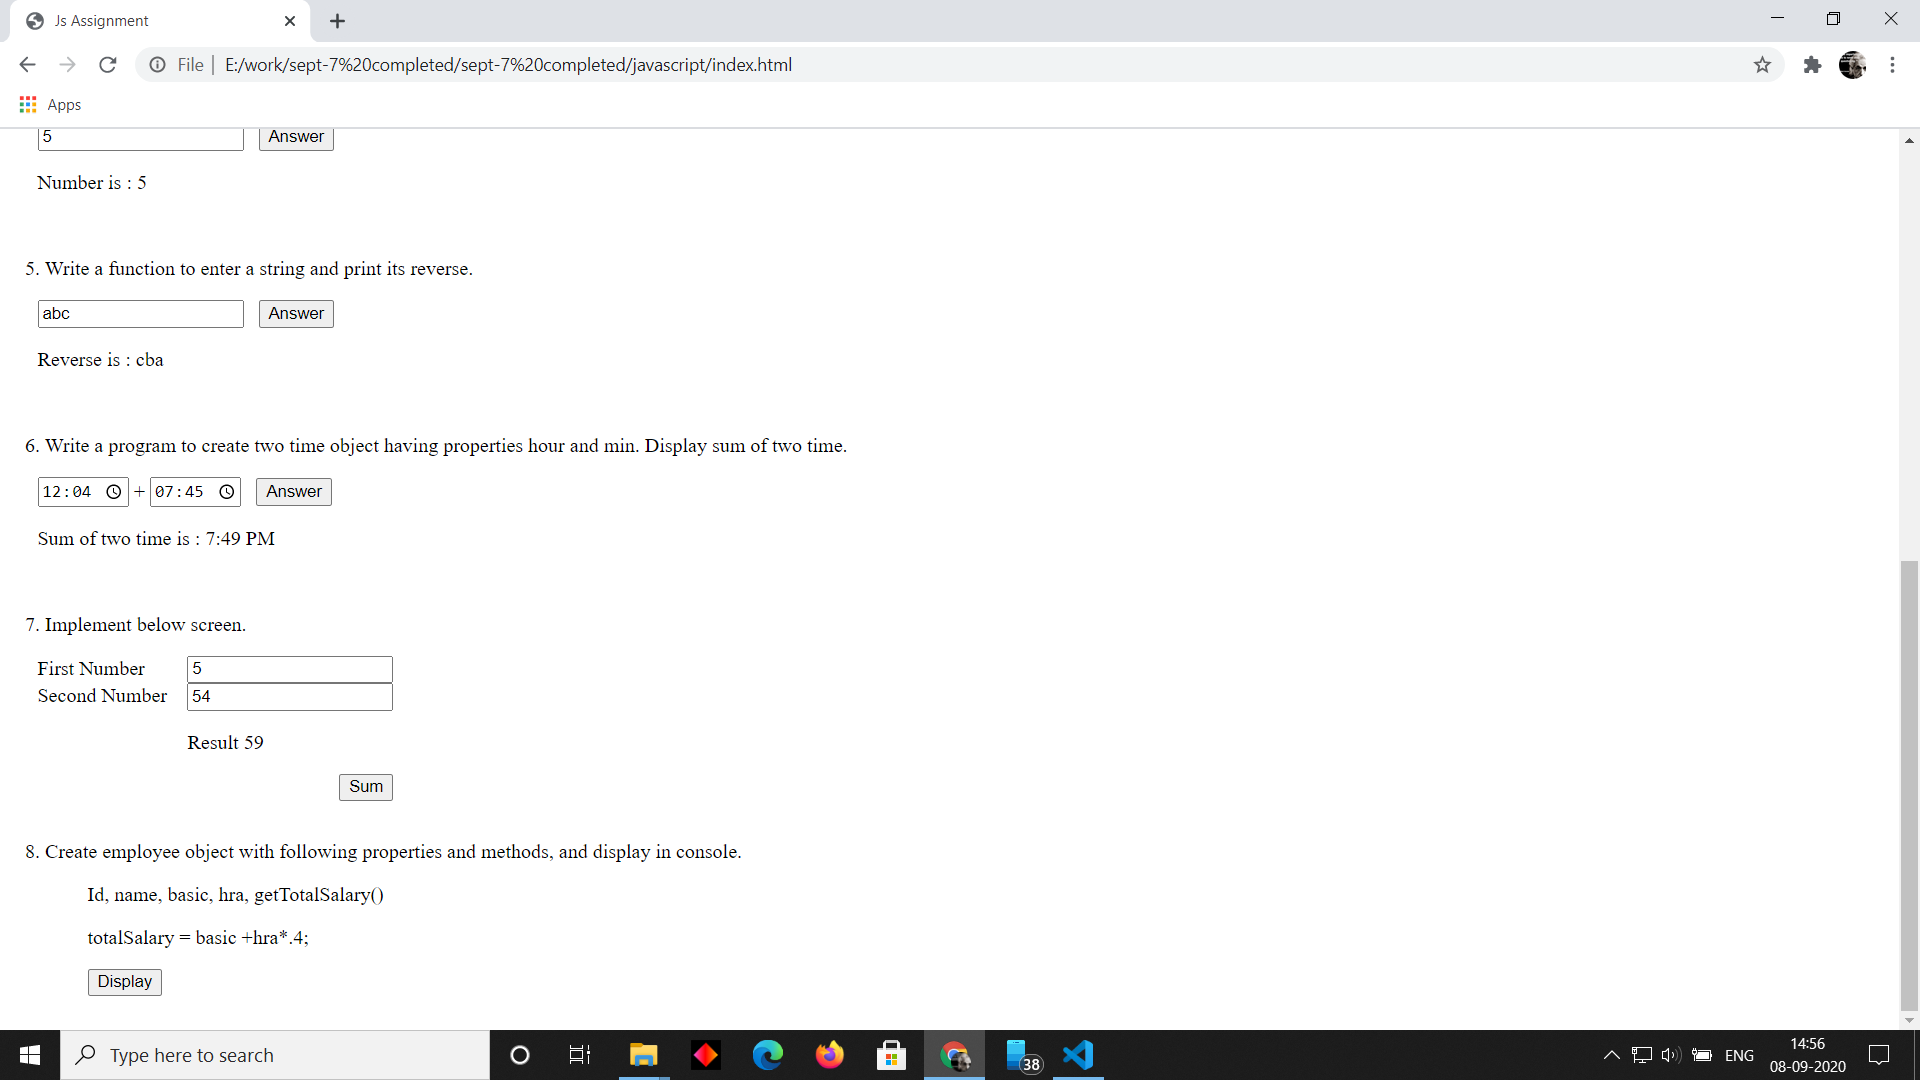 Js Assignment
File | E:/work/sept-7%20completed/sept-7%20completed/javascript/index.html
Apps
5 Answer
Number is : 5
5. Write a function to enter a string and print its reverse.
abc Answer
Reverse is : cba
6. Write a program to create two time object having properties hour and min. Display sum of two time.
12:04 + 07:45 Answer
Sum of two time is : 7:49 PM
7. Implement below screen.
First Number 5
Second Number 54
Result 59
Sum
8. Create employee object with following properties and methods, and display in console.
Id, name, basic, hra, getTotalSalary()
totalSalary = basic +hra*.4;
Display
Type here to search
38
ENG
14:56
08-09-2020